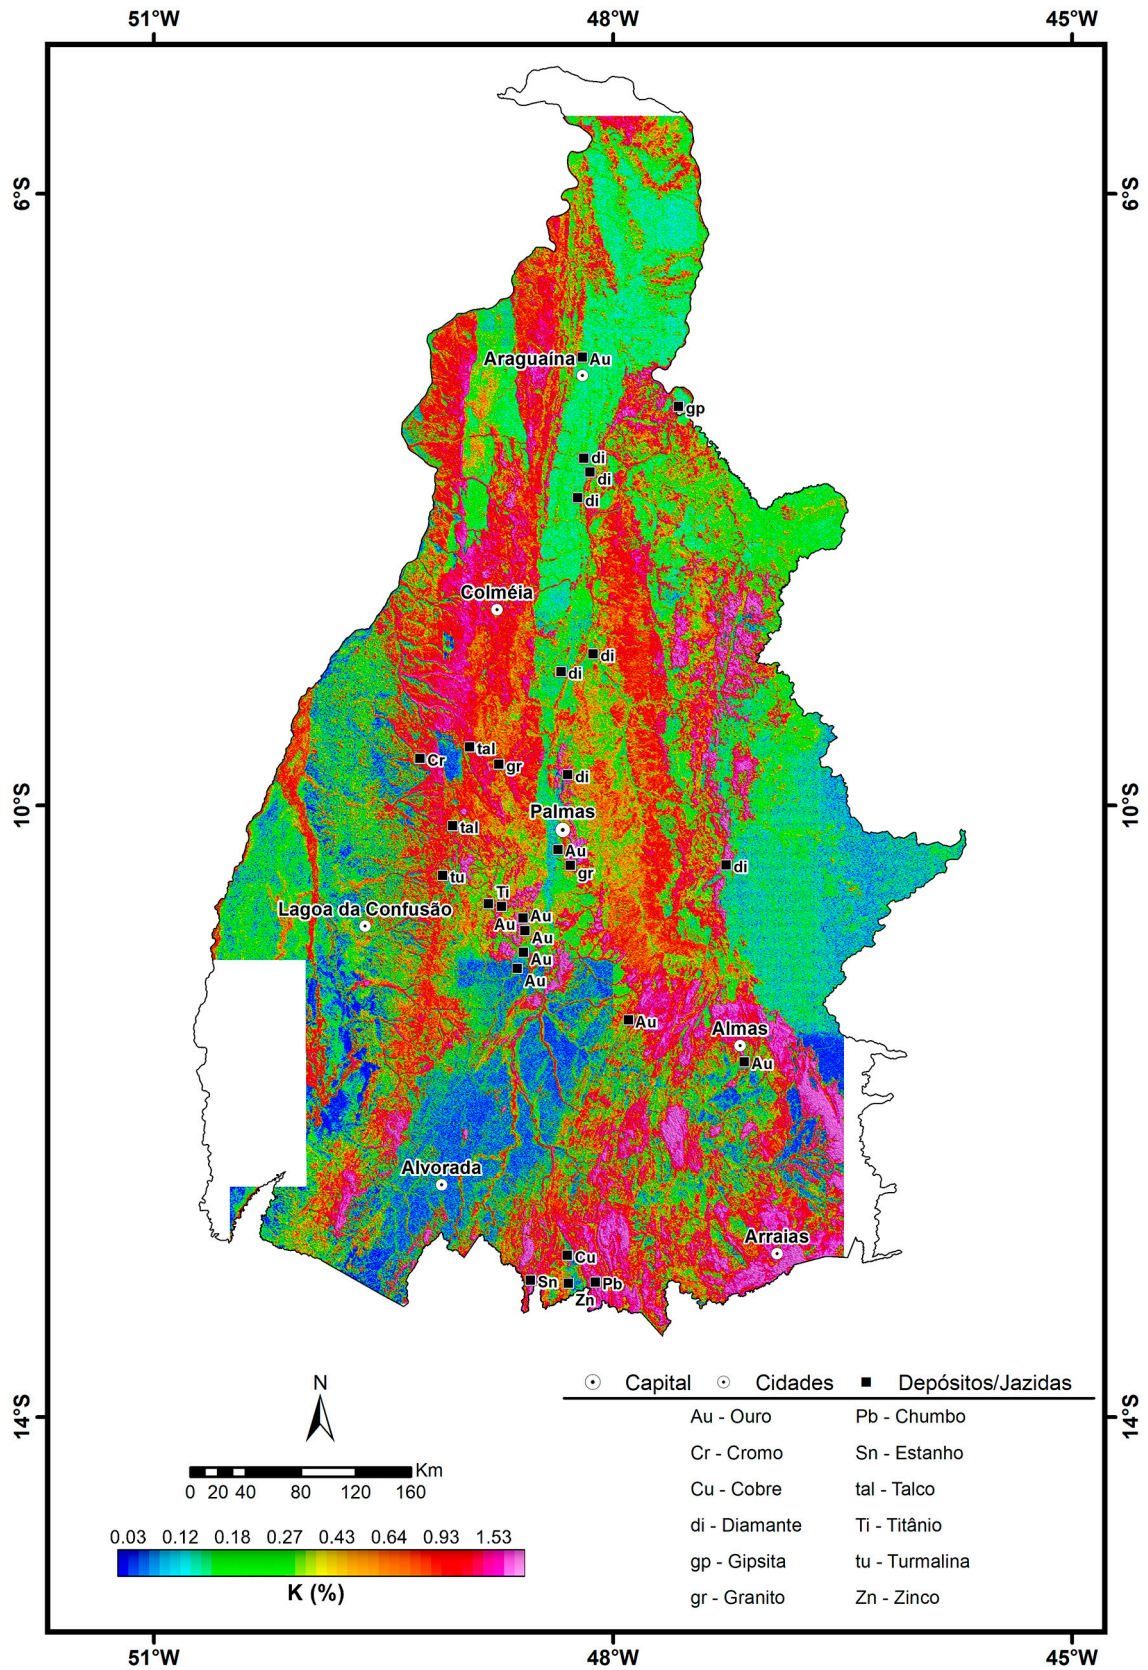 51°W 48°W 45°W
6°S 6°S
Araguaína Au
gp
di
di
di
Colméia
di
di
tal
Cr
gr
di
Palmas
tal
Au
di
gr
tu
Ti
Lagoa da Confusão
Au
Au
Au
Au
Au
10°S 10°S
Au
Almas
Au
Alvorada
Arraias
Cu
Sn
Pb
Zn
N
Capital Cidades Depósitos/Jazidas
Au - Ouro Pb - Chumbo
14°S 14°S
Cr - Cromo Sn - Estanho
Km
0 20 40 80 120 160
Cu - Cobre tal - Talco
di - Diamante Ti - Titânio
0.03 0.12 0.18 0.27 0.43 0.64 0.93 1.53
gp - Gipsita tu - Turmalina
K (%)
gr - Granito Zn - Zinco
51°W 48°W 45°W